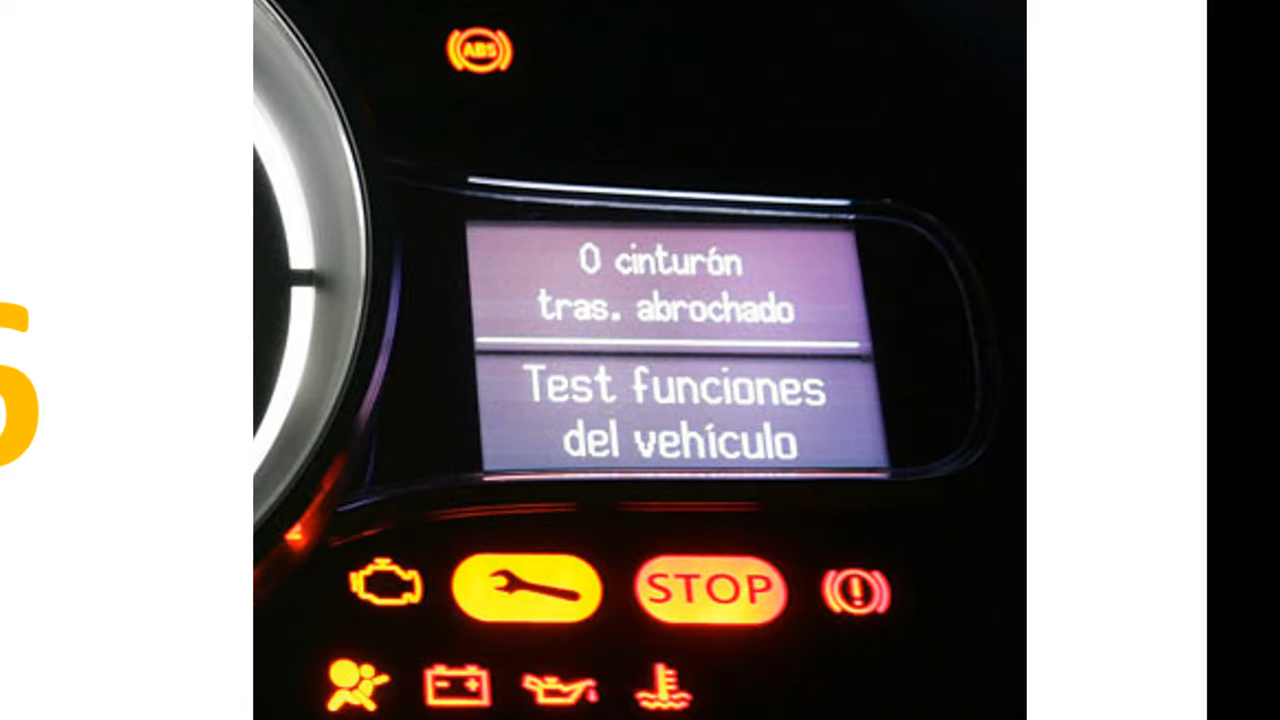 ABS
0 cinturón
tras. abrochado
Test funciones
del vehículo
STOP